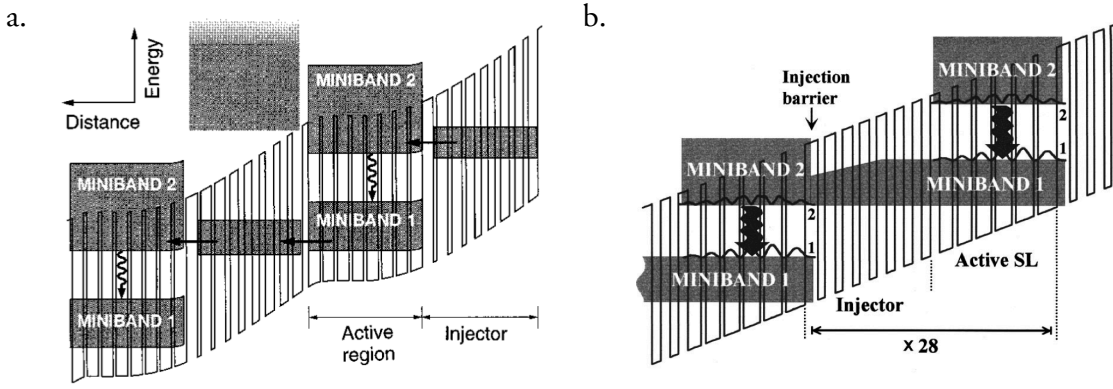 a.
Energy
Distance
MINIBAND 2
MINIBAND 2
MINIBAND 1
MINIBAND 1
Active
region
Injector
b.
Injection
barrier
MINIBAND 2
2
1
MINIBAND 1
MINIBAND 2
2
1
MINIBAND 1
Active SL
Injector
x 28